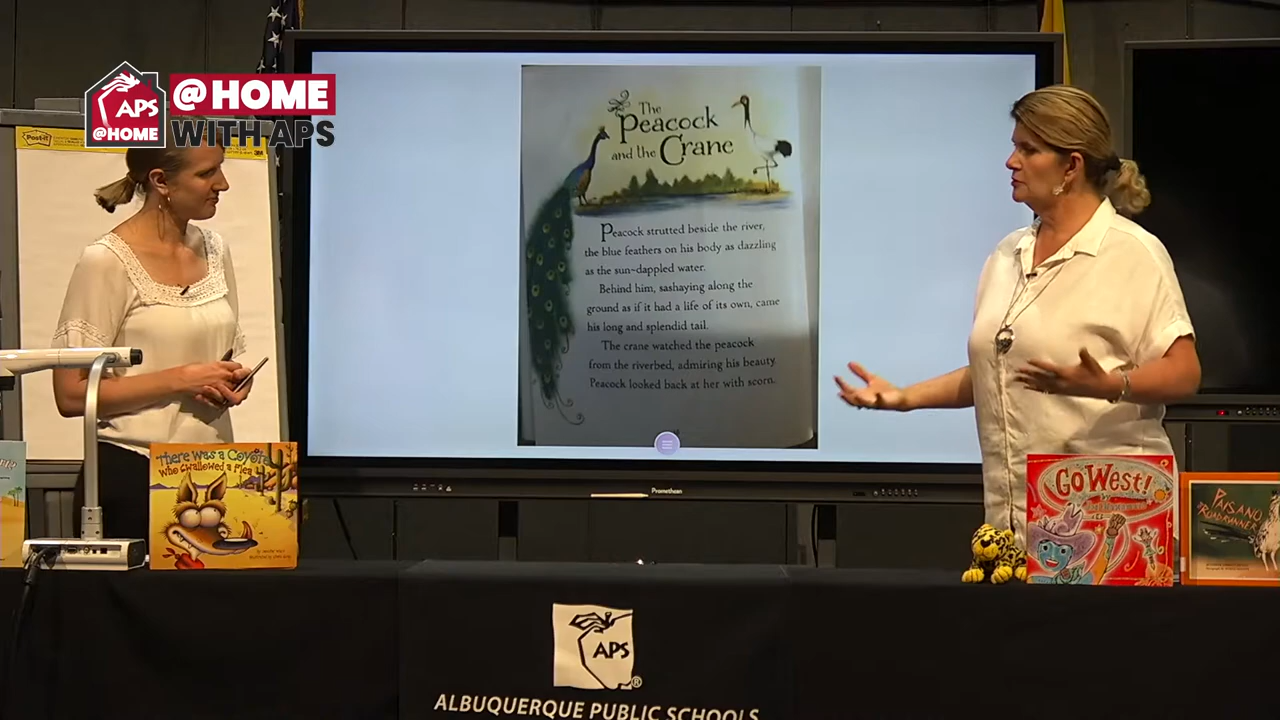 APS
@HOME
@HOME
WITH APS
Post-it
The
Peacock
and the Crane
Peacock strutted beside the river,
the blue feathers on his body as dazzling
as the sun-dappled water.
Behind him, sashaying along the
ground as if it had a life of its own, came
his long and splendid tail.
The crane watched the peacock
from the riverbed, admiring his beauty.
Peacock looked back at her with scorn.
Promethean
There was a Coyote
Who Swallowed a Flea
Go West!
PAISANO
ROADRUNNER
APS
®
ALBUQUERQUE PUBLIC SCHOOLS